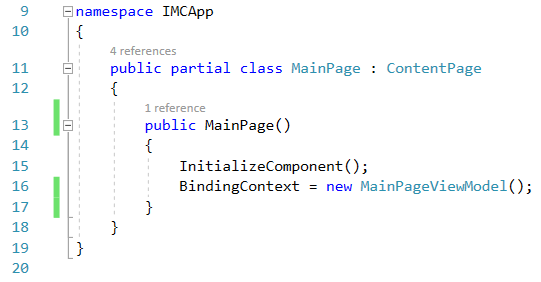 9 namespace IMCApp
10 {
4 references
11 public partial class MainPage : ContentPage
12 {
1 reference
13 public MainPage()
14 {
15 InitializeComponent();
16 BindingContext = new MainPageViewModel();
17 }
18 }
19 }
20